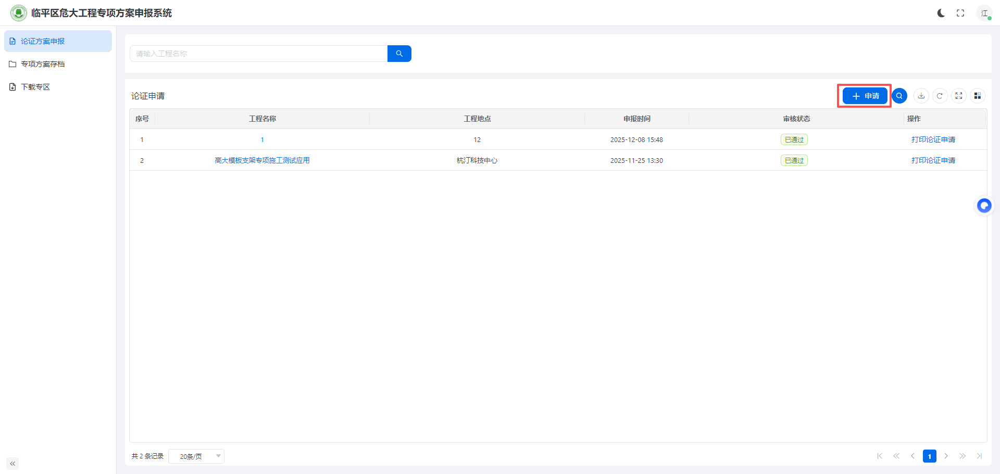 临平区危大工程专项方案申报系统
江
论证方案申报
专项方案存档
下载专区
请输入工程名称
论证申请
申请
序号 工程名称 工程地点 申报时间 审核状态 操作
1 1 12 2025-12-08 15:48 已通过 打印论证申请
2 高大模板支架专项施工测试应用 杭汀科技中心 2025-11-25 13:30 已通过 打印论证申请
共 2 条记录 20条/页 1